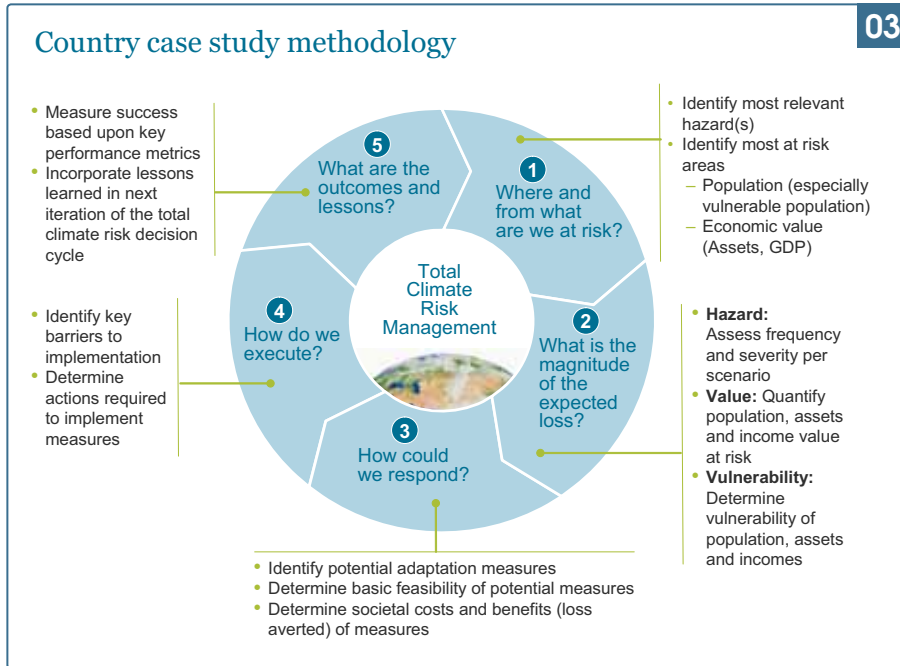 Country case study methodology
03
• Measure success
based upon key
performance metrics
• Incorporate lessons
learned in next
iteration of the total
climate risk decision
cycle
5
What are the
outcomes and
lessons?
1
Where and
from what
are we at risk?
• Identify most relevant
hazard(s)
• Identify most at risk
areas
– Population (especially
vulnerable population)
– Economic value
(Assets, GDP)
Total
Climate
Risk
Management
4
How do we
execute?
• Identify key
barriers to
implementation
• Determine
actions required
to implement
measures
2
What is the
magnitude
of the
expected
loss?
• Hazard:
Assess frequency
and severity per
scenario
• Value: Quantify
population, assets
and income value
at risk
• Vulnerability:
Determine
vulnerability of
population, assets
and incomes
3
How could
we respond?
• Identify potential adaptation measures
• Determine basic feasibility of potential measures
• Determine societal costs and benefits (loss
averted) of measures